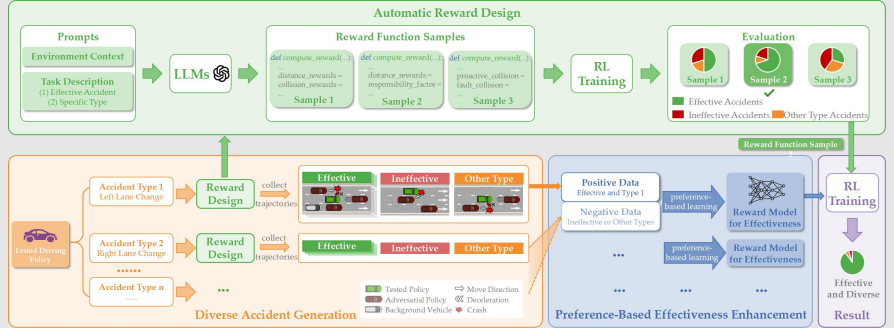 Automatic Reward Design
Prompts
Environment Context
Task Description
(1) Effective Accident
(2) Specific Type
LLMs
Reward Function Samples
def compute_reward(...):
...
distance_rewards =
collision_rewards =
...
Sample 1
def compute_reward(...):
...
distance_rewards =
responsibility_factor =
...
Sample 2
def compute_reward(...):
...
proactive_collision =
fault_collision =
...
Sample 3
RL
Training
Evaluation
Sample 1
Sample 2
Sample 3
Effective Accidents
Ineffective Accidents
Other Type Accidents
Reward Function Sample
Tested Driving
Policy
Accident Type 1
Left Lane Change
Reward
Design
collect
trajectories
Effective
Ineffective
Other Type
Accident Type 2
Right Lane Change
Reward
Design
collect
trajectories
Effective
Ineffective
Other Type
......
Accident Type n
......
...
Tested Policy
Adversarial Policy
Background Vehicle
Move Direction
Deceleration
Crash
Diverse Accident Generation
Positive Data
Effective and Type 1
Negative Data
Ineffective or Other Types
preference-
based learning
Reward Model
for Effectiveness
...
preference-
based learning
Reward Model
for Effectiveness
...
...
...
Preference-Based Effectiveness Enhancement
RL
Training
Effective
and Diverse
Result